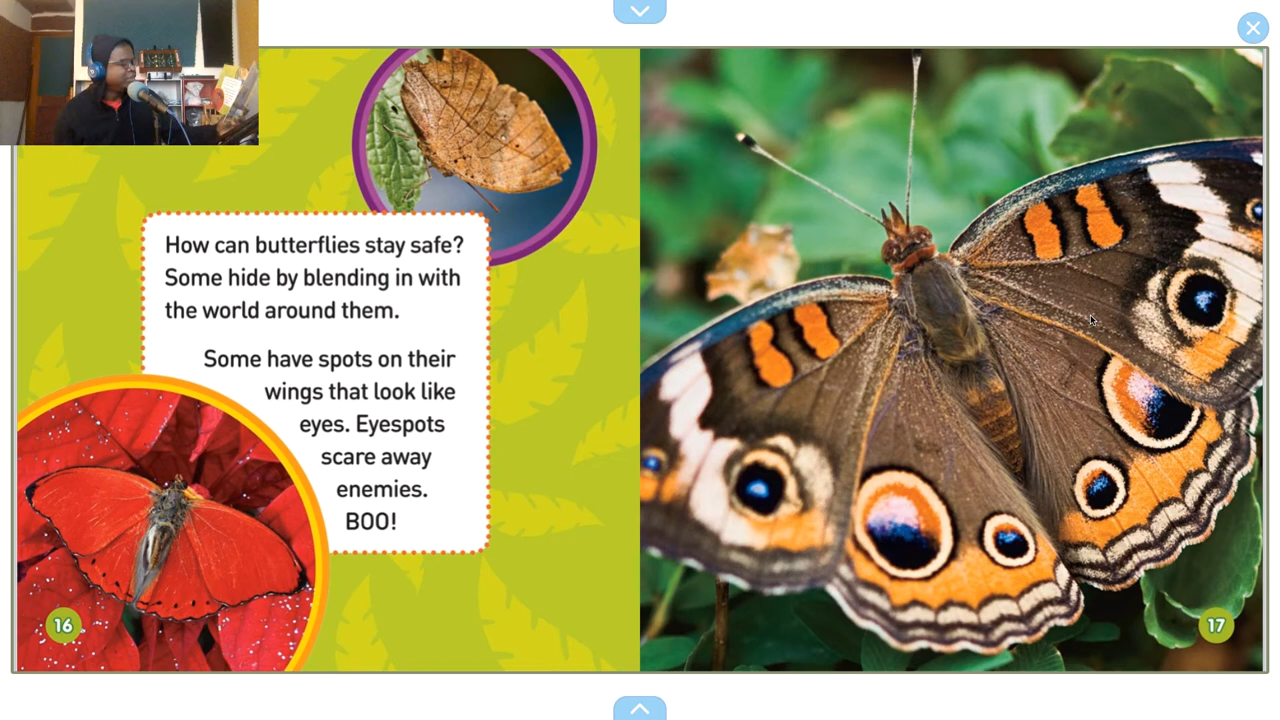 How can butterflies stay safe?
Some hide by blending in with
the world around them.
Some have spots on their
wings that look like
eyes. Eyespots
scare away
enemies.
BOO!
16
17